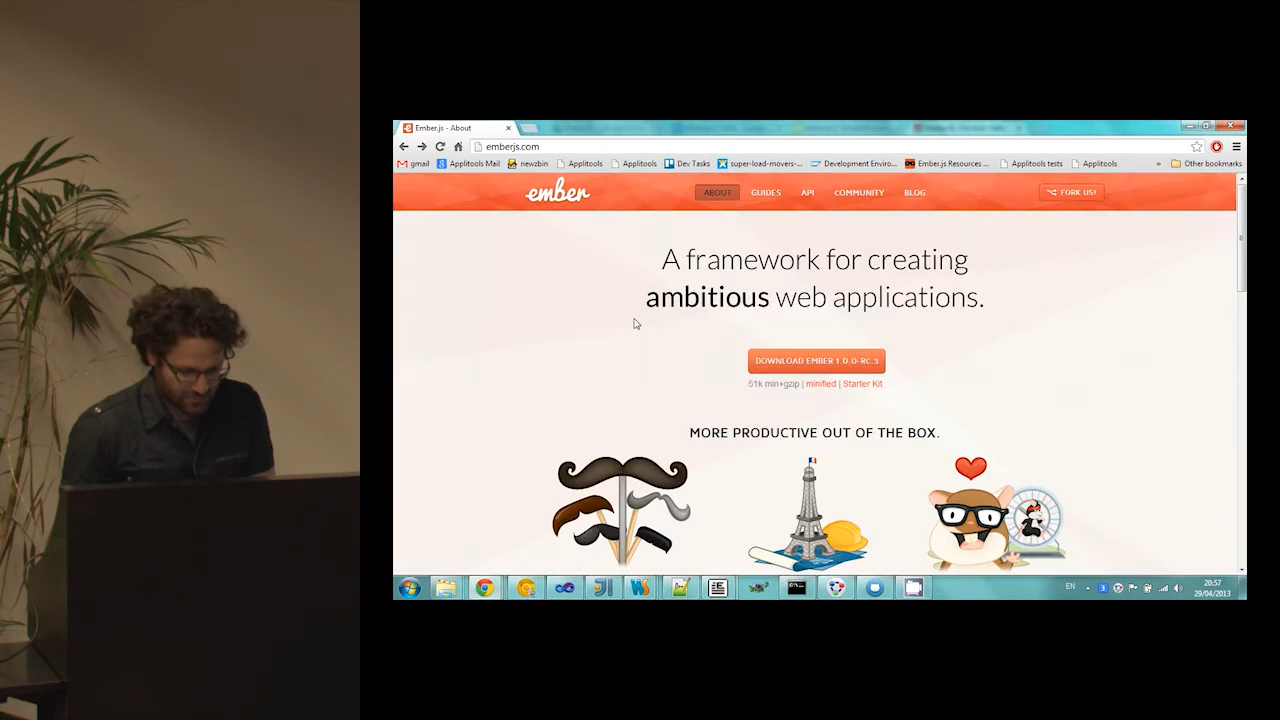 Ember.js - About
emberjs.com
gmail
Applitools Mail
newzbin
Applitools
Applitools
Dev Tasks
super-load-movers-...
Development Enviro...
Ember.js Resources ...
Applitools tests
Applitools
»
Other bookmarks
ember
ABOUT
GUIDES
API
COMMUNITY
BLOG
FORK US!
A framework for creating
ambitious web applications.
DOWNLOAD EMBER 1.0.0-RC.3
51k min+gzip | minified | Starter Kit
MORE PRODUCTIVE OUT OF THE BOX.
EN
20:57
29/04/2013